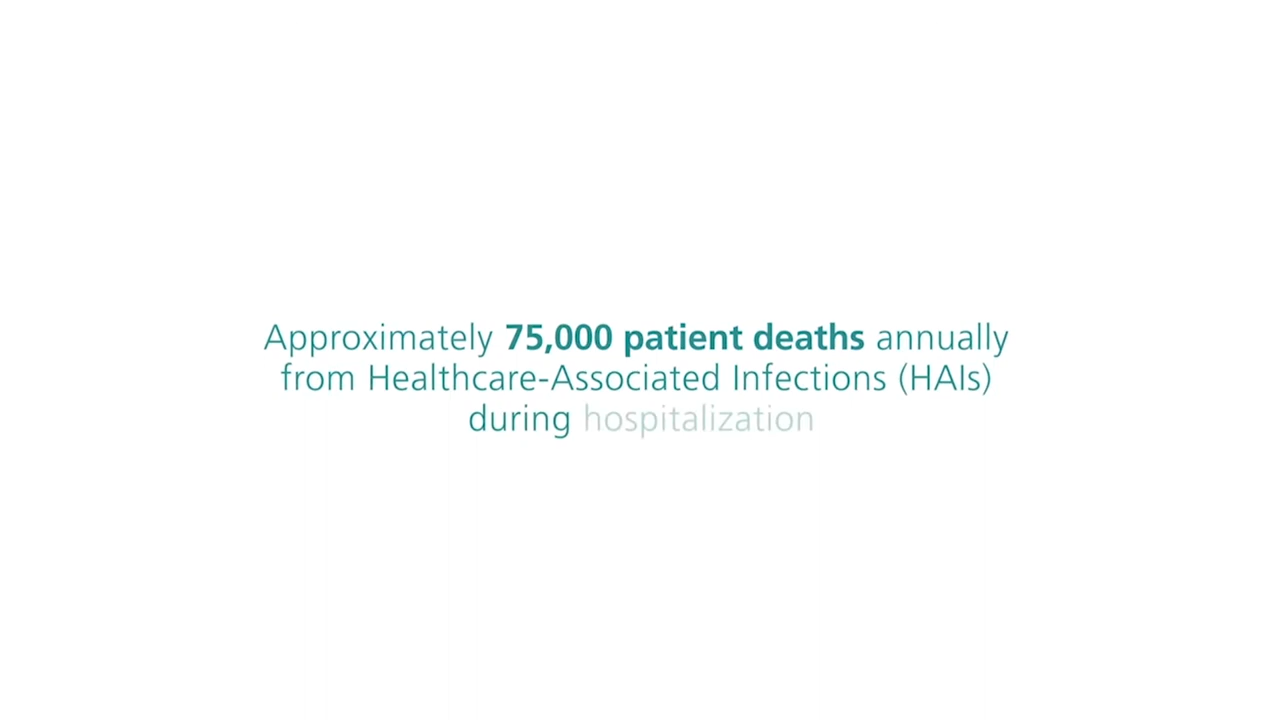 Approximately 75,000 patient deaths annually
from Healthcare-Associated Infections (HAIs)
during hospitalization